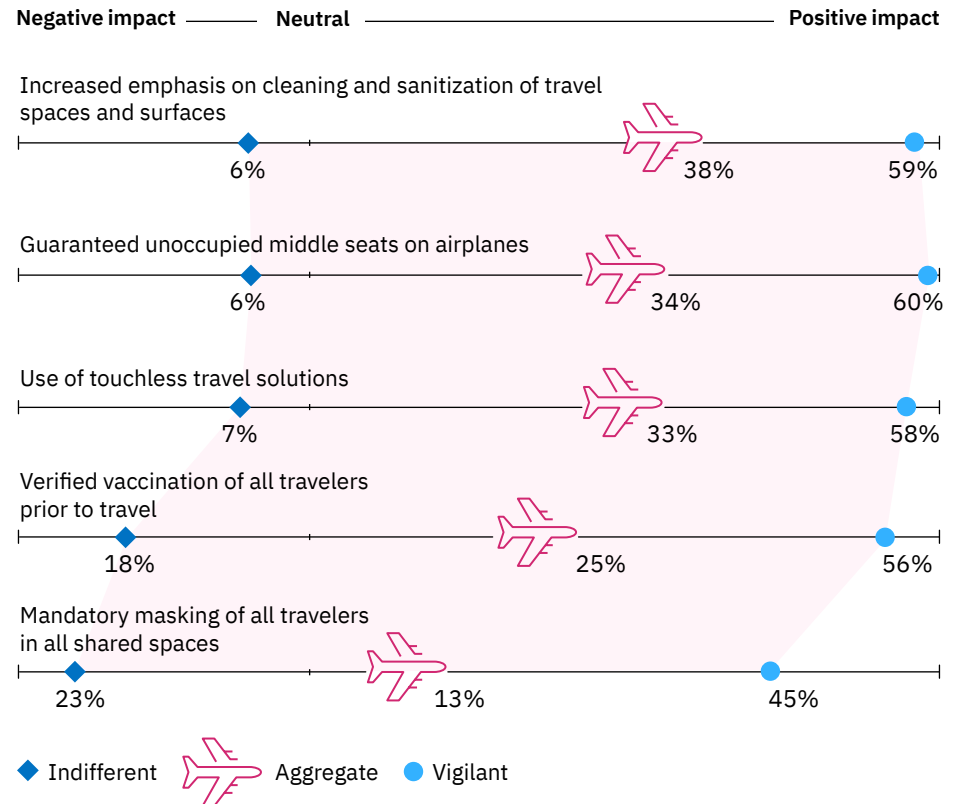 Negative impact Neutral Positive impact
Increased emphasis on cleaning and sanitization of travel
spaces and surfaces
6% 38% 59%
Guaranteed unoccupied middle seats on airplanes
6% 34% 60%
Use of touchless travel solutions
7% 33% 58%
Verified vaccination of all travelers
prior to travel
18% 25% 56%
Mandatory masking of all travelers
in all shared spaces
23% 13% 45%
Indifferent Aggregate Vigilant